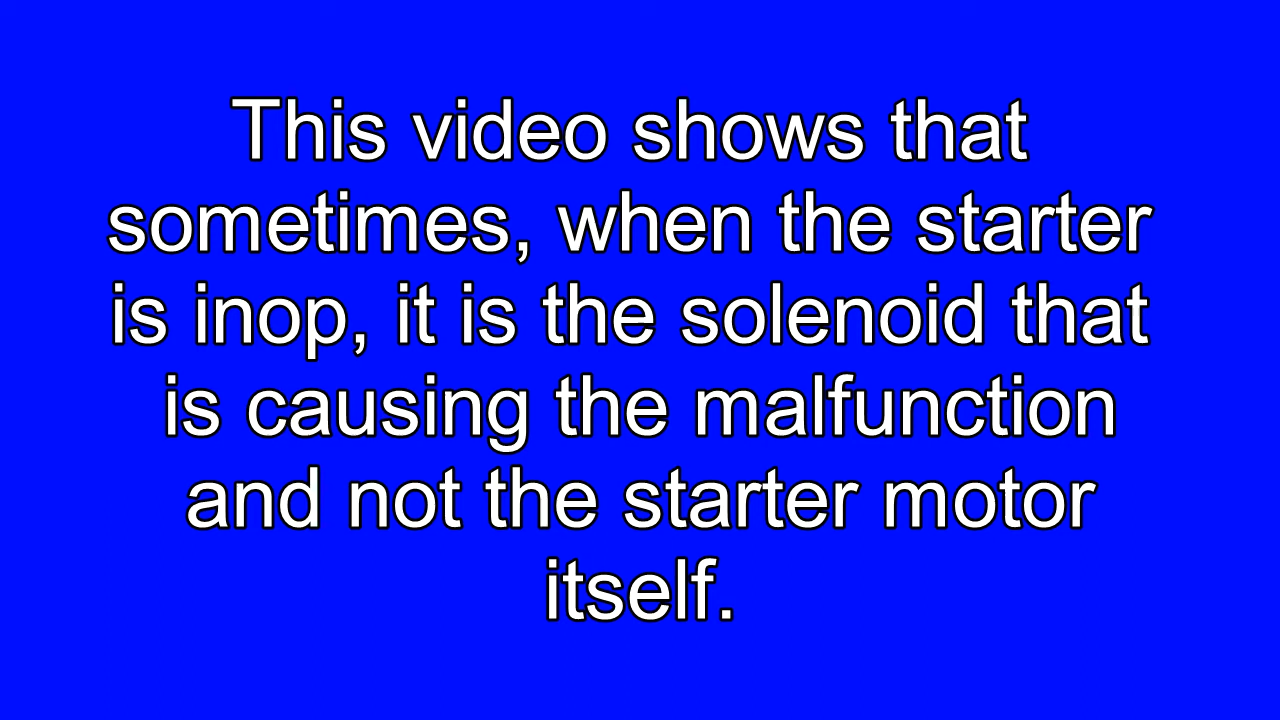 This video shows that
sometimes, when the starter
is inop, it is the solenoid that
is causing the malfunction
and not the starter motor
itself.